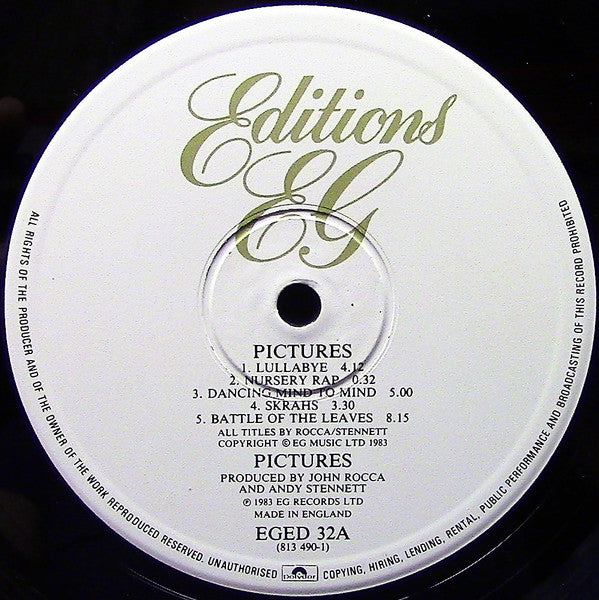 Editions
EG
PICTURES
1. LULLABYE 4.12
2. NURSERY RAP 0.32
3. DANCING MIND TO MIND 5.00
4. SKRAHS 3.30
5. BATTLE OF THE LEAVES 8.15
ALL TITLES BY ROCCA/STENNETT
COPYRIGHT © EG MUSIC LTD 1983
PICTURES
PRODUCED BY JOHN ROCCA
AND ANDY STENNETT
℗ 1983 EG RECORDS LTD
MADE IN ENGLAND
EGED 32A
(813 490-1)
ALL RIGHTS OF THE PRODUCER AND OF THE OWNER OF THE WORK REPRODUCED RESERVED. UNAUTHORISED COPYING, HIRING, LENDING, RENTAL, PUBLIC PERFORMANCE AND BROADCASTING OF THIS RECORD PROHIBITED
Polydor